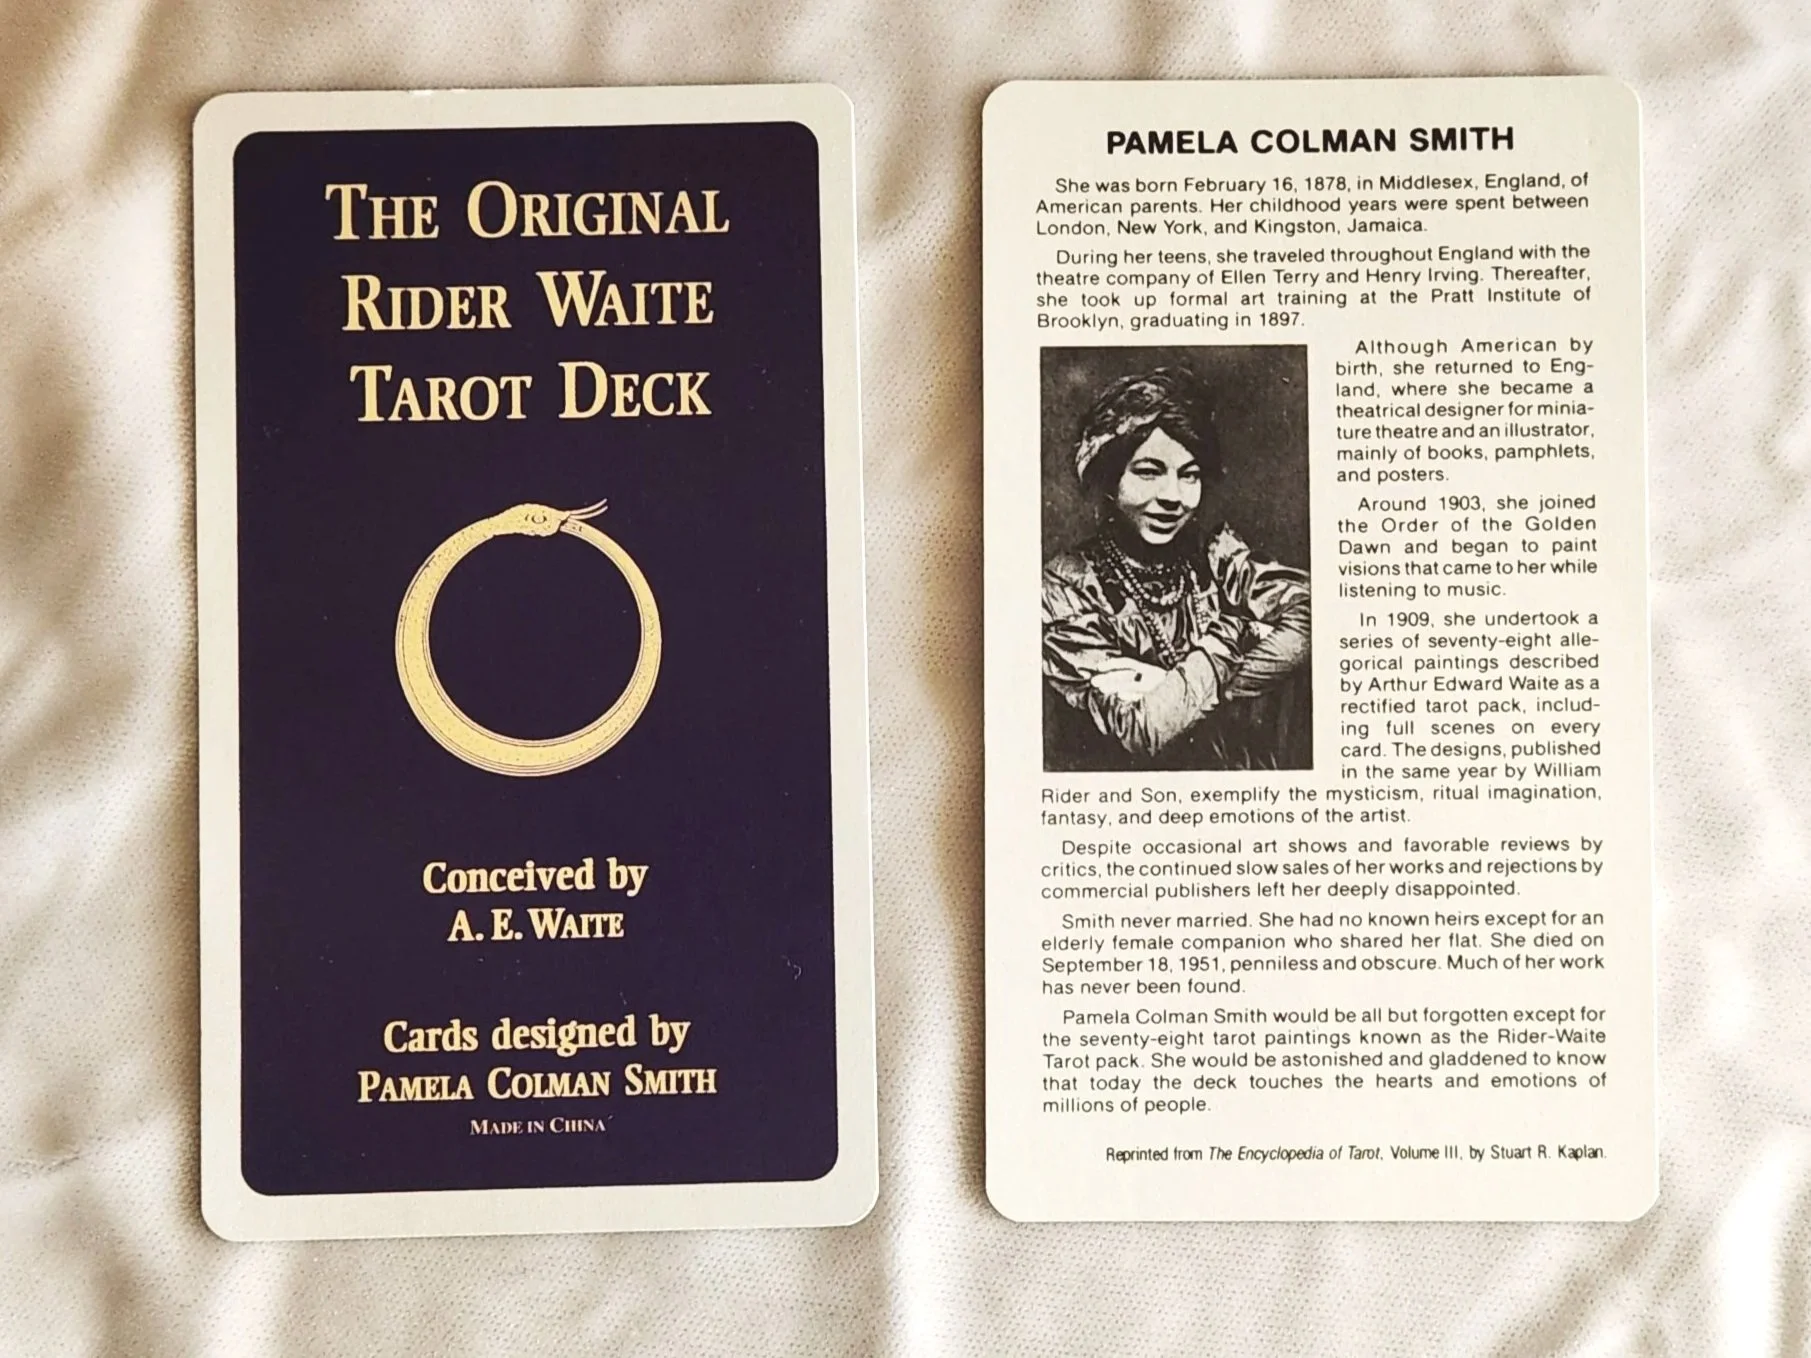 THE ORIGINAL
RIDER WAITE
TAROT DECK
Conceived by
A. E. WAITE
Cards designed by
PAMELA COLMAN SMITH
MADE IN CHINA
PAMELA COLMAN SMITH
She was born February 16, 1878, in Middlesex, England, of
American parents. Her childhood years were spent between
London, New York, and Kingston, Jamaica.
During her teens, she traveled throughout England with the
theatre company of Ellen Terry and Henry Irving. Thereafter,
she took up formal art training at the Pratt Institute of
Brooklyn, graduating in 1897.
Although American by
birth, she returned to Eng-
land, where she became a
theatrical designer for minia-
ture theatre and an illustrator,
mainly of books, pamphlets,
and posters.
Around 1903, she joined
the Order of the Golden
Dawn and began to paint
visions that came to her while
listening to music.
In 1909, she undertook a
series of seventy-eight alle-
gorical paintings described
by Arthur Edward Waite as a
rectified tarot pack, includ-
ing full scenes on every
card. The designs, published
in the same year by William
Rider and Son, exemplify the mysticism, ritual imagination,
fantasy, and deep emotions of the artist.
Despite occasional art shows and favorable reviews by
critics, the continued slow sales of her works and rejections by
commercial publishers left her deeply disappointed.
Smith never married. She had no known heirs except for an
elderly female companion who shared her flat. She died on
September 18, 1951, penniless and obscure. Much of her work
has never been found.
Pamela Colman Smith would be all but forgotten except for
the seventy-eight tarot paintings known as the Rider-Waite
Tarot pack. She would be astonished and gladdened to know
that today the deck touches the hearts and emotions of
millions of people.
Reprinted from The Encyclopedia of Tarot, Volume III, by Stuart R. Kaplan.